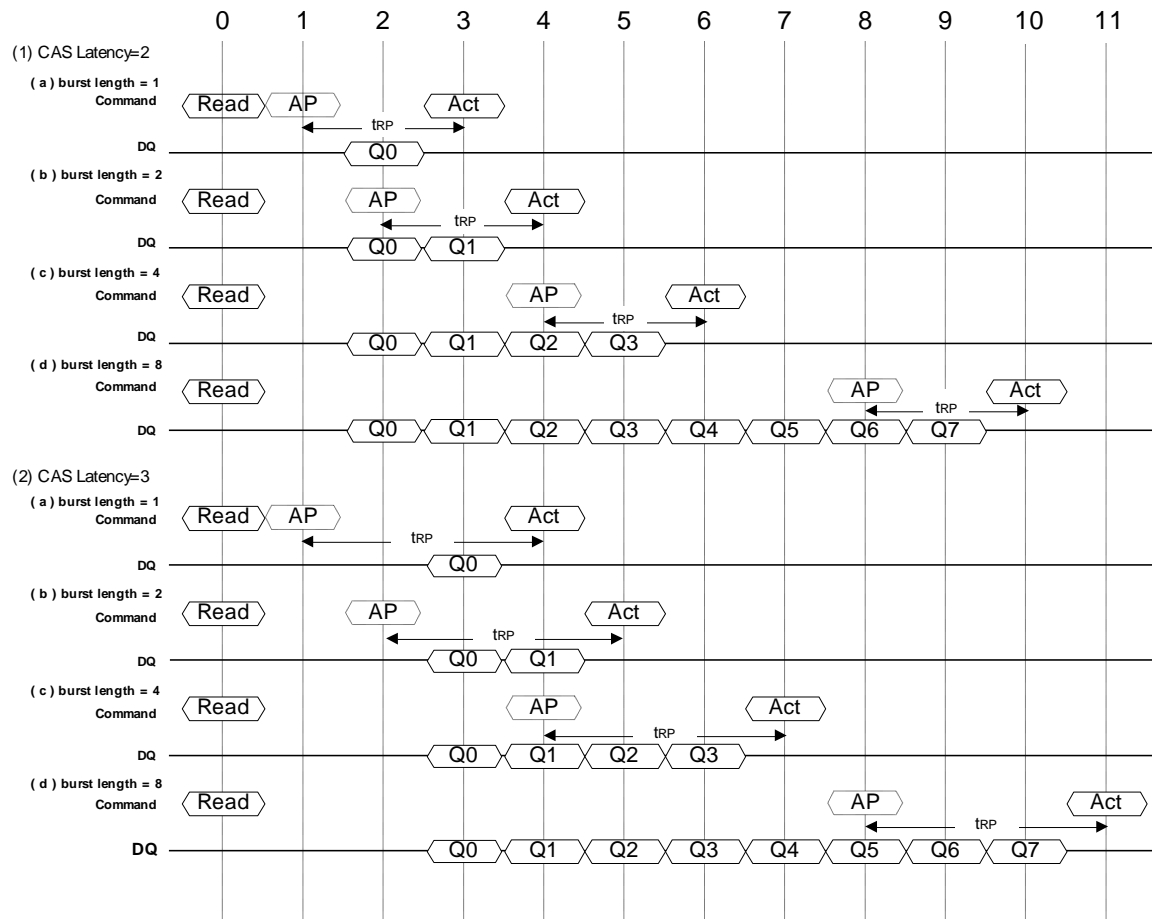 0 1 2 3 4 5 6 7 8 9 10 11
(1) CAS Latency=2
( a ) burst length = 1
Command Read AP Act
tRP
DQ Q0
( b ) burst length = 2
Command Read AP Act
tRP
DQ Q0 Q1
( c ) burst length = 4
Command Read AP Act
tRP
DQ Q0 Q1 Q2 Q3
( d ) burst length = 8
Command Read AP Act
tRP
DQ Q0 Q1 Q2 Q3 Q4 Q5 Q6 Q7
(2) CAS Latency=3
( a ) burst length = 1
Command Read AP Act
tRP
DQ Q0
( b ) burst length = 2
Command Read AP Act
tRP
DQ Q0 Q1
( c ) burst length = 4
Command Read AP Act
tRP
DQ Q0 Q1 Q2 Q3
( d ) burst length = 8
Command Read AP Act
tRP
DQ Q0 Q1 Q2 Q3 Q4 Q5 Q6 Q7